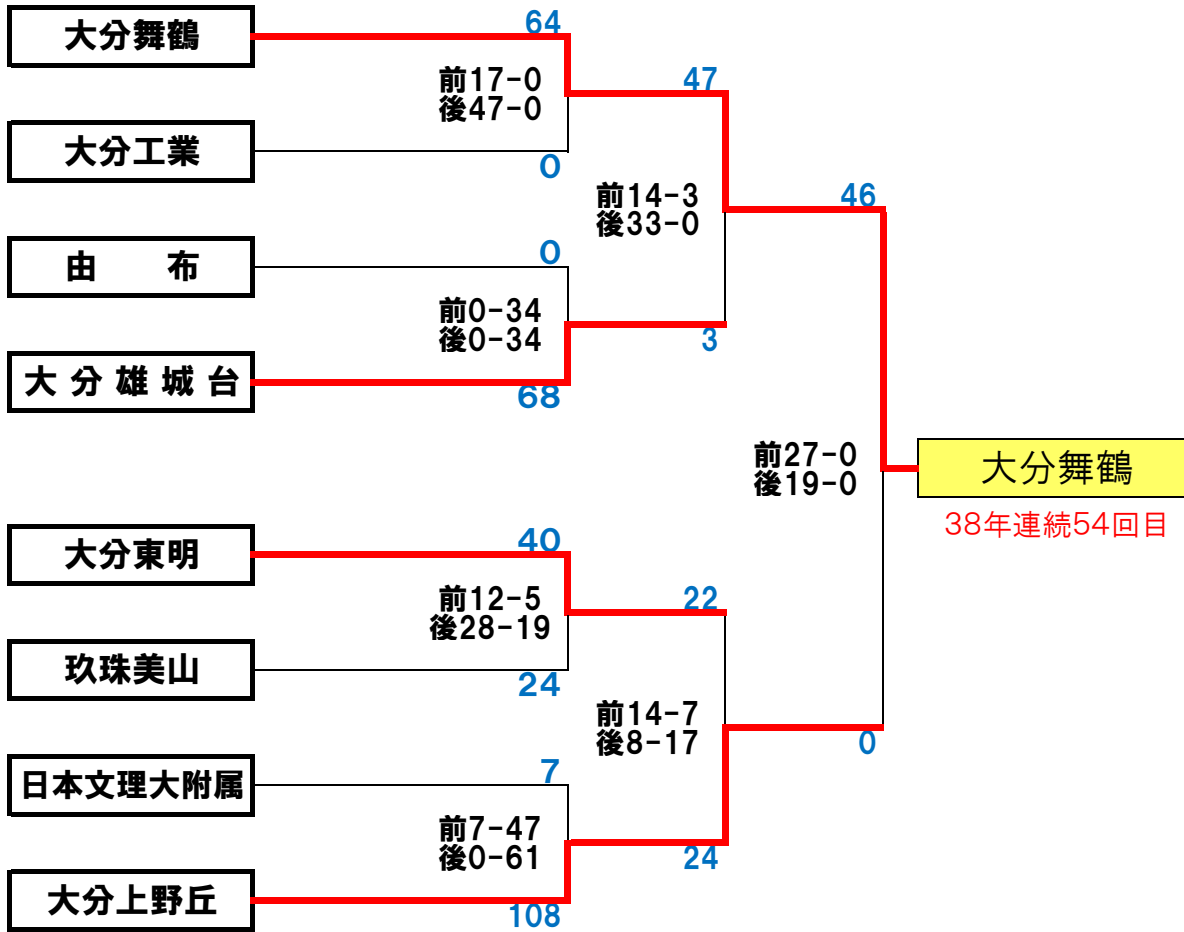 大分舞鶴
64
前17-0
後47-0
47
大分工業
0
前14-3
後33-0
46
由　　布
0
前0-34
後0-34
3
大分雄城台
68
前27-0
後19-0
大分舞鶴
38年連続54回目
大分東明
40
前12-5
後28-19
22
玖珠美山
24
前14-7
後8-17
0
日本文理大附属
7
前7-47
後0-61
24
大分上野丘
108